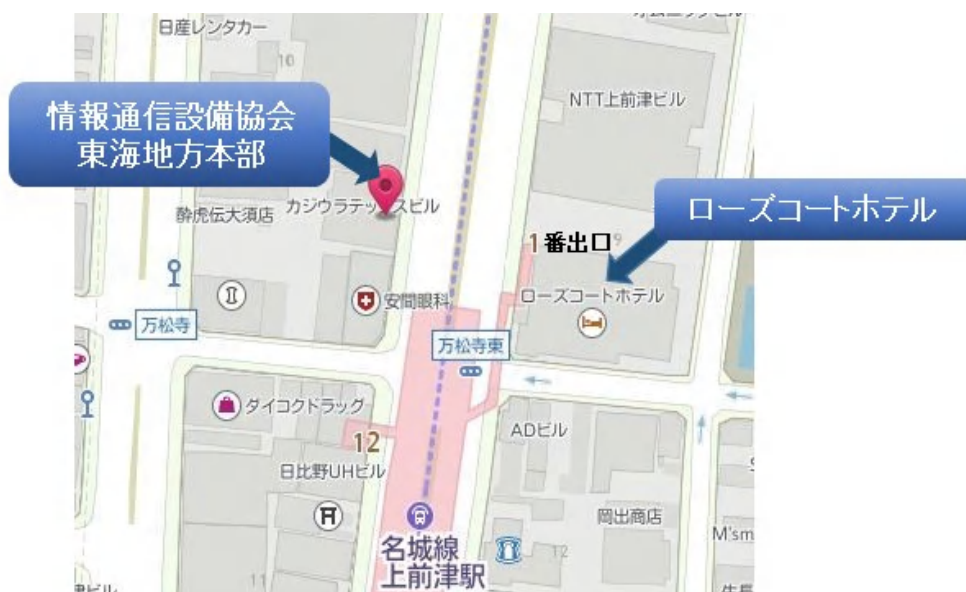 日産レンタカー
10
NTT上前津ビル
情報通信設備協会
東海地方本部
酔虎伝大須店
カジウラテックスビル
ローズコートホテル
1番出口
9
ローズコートホテル
安間眼科
万松寺
万松寺東
ダイコクドラッグ
12
ADビル
日比野UHビル
岡出商店
M'sm
名城線
上前津駅
12
11